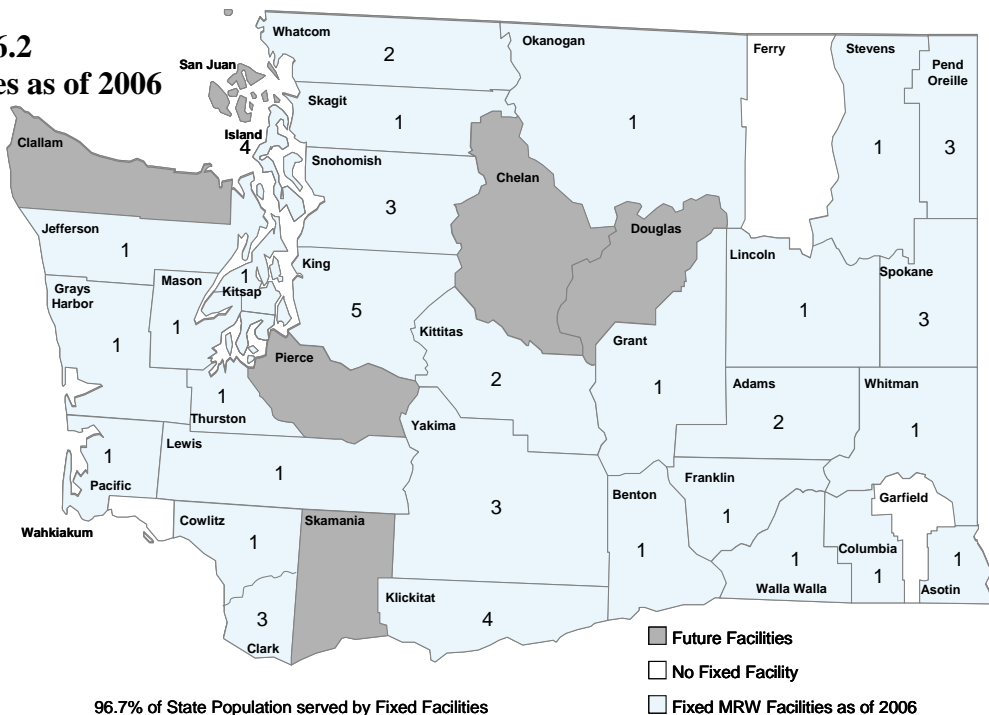 6.2
es as of 2006
San Juan
Whatcom
2
Okanogan
1
Ferry
Stevens
1
Pend
Oreille
3
Skagit
1
Island
4
Clallam
Snohomish
3
Chelan
Douglas
Jefferson
1
King
5
Lincoln
1
Spokane
3
Grays
Harbor
1
Mason
1
1
Kitsap
Kittitas
2
Grant
1
Pierce
1
Thurston
Adams
2
Whitman
1
Yakima
3
Lewis
1
1
Pacific
Benton
1
Franklin
1
Garfield
Wahkiakum
Cowlitz
1
Skamania
1
Walla Walla
Columbia
1
1
Asotin
Klickitat
4
3
Clark
Future Facilities
No Fixed Facility
Fixed MRW Facilities as of 2006
96.7% of State Population served by Fixed Facilities